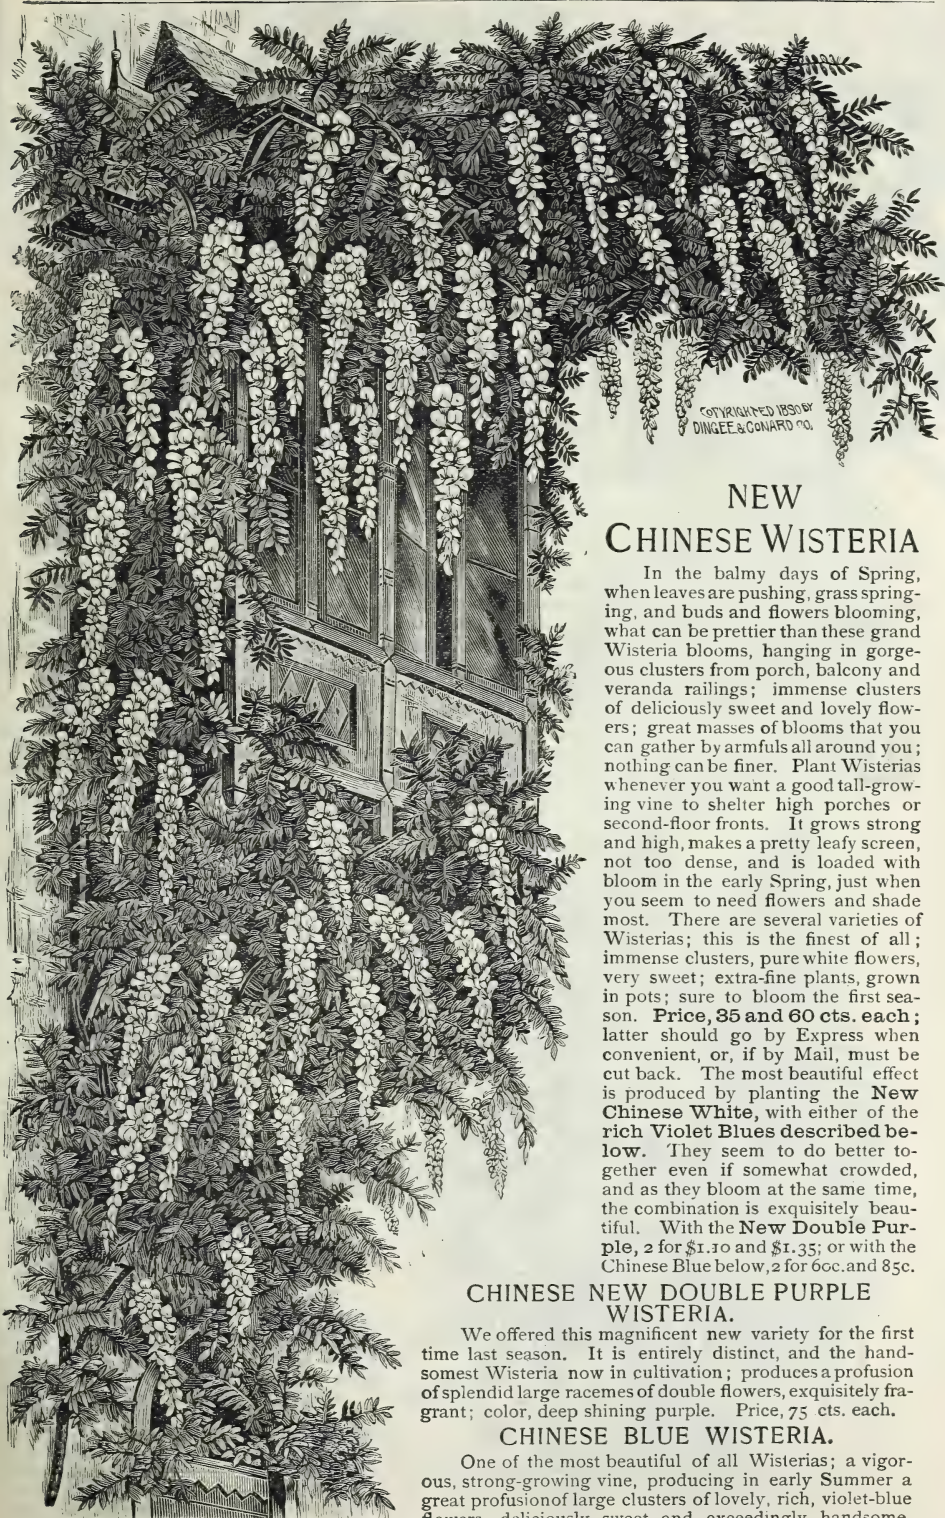 COPYRIGHTED 1890 BY
DINGEE & CONARD CO.
NEW
CHINESE WISTERIA
In the balmy days of Spring,
when leaves are pushing, grass spring-
ing, and buds and flowers blooming,
what can be prettier than these grand
Wisteria blooms, hanging in gorge-
ous clusters from porch, balcony and
veranda railings; immense clusters
of deliciously sweet and lovely flow-
ers; great masses of blooms that you
can gather by armfuls all around you;
nothing can be finer. Plant Wisterias
whenever you want a good tall-grow-
ing vine to shelter high porches or
second-floor fronts. It grows strong
and high, makes a pretty leafy screen,
not too dense, and is loaded with
bloom in the early Spring, just when
you seem to need flowers and shade
most. There are several varieties of
Wisterias; this is the finest of all;
immense clusters, pure white flowers,
very sweet; extra-fine plants, grown
in pots; sure to bloom the first sea-
son. Price, 35 and 60 cts. each;
latter should go by Express when
convenient, or, if by Mail, must be
cut back. The most beautiful effect
is produced by planting the New
Chinese White, with either of the
rich Violet Blues described be-
low. They seem to do better to-
gether even if somewhat crowded,
and as they bloom at the same time,
the combination is exquisitely beau-
tiful. With the New Double Pur-
ple, 2 for $1.10 and $1.35; or with the
Chinese Blue below, 2 for 60c. and 85c.
CHINESE NEW DOUBLE PURPLE
WISTERIA.
We offered this magnificent new variety for the first
time last season. It is entirely distinct, and the hand-
somest Wisteria now in cultivation; produces a profusion
of splendid large racemes of double flowers, exquisitely fra-
grant; color, deep shining purple. Price, 75 cts. each.
CHINESE BLUE WISTERIA.
One of the most beautiful of all Wisterias; a vigor-
ous, strong-growing vine, producing in early Summer a
great profusion of large clusters of lovely, rich, violet-blue
flowers, deliciously sweet and exceedingly handsome.